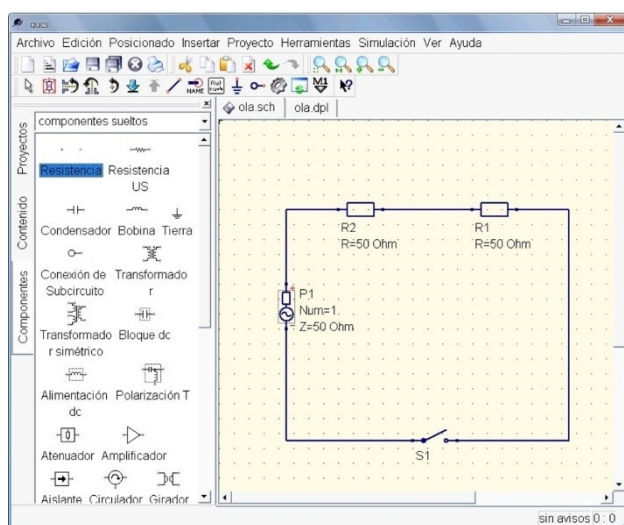 qucs
Archivo Edición Posicionado Insertar Proyecto Herramientas Simulación Ver Ayuda
NAME
M1
Proyectos
Contenido
Componentes
componentes sueltos
Resistencia Resistencia
US
Condensador Bobina Tierra
Conexión de Transformado
Subcircuito r
Transformado Bloque dc
r simétrico
Alimentación Polarización T
dc
Atenuador Amplificador
Aislante Circulador Girador
ola.sch ola.dpl
R2 R1
R=50 Ohm R=50 Ohm
P1
Num=1
Z=50 Ohm
S1
sin avisos 0 : 0